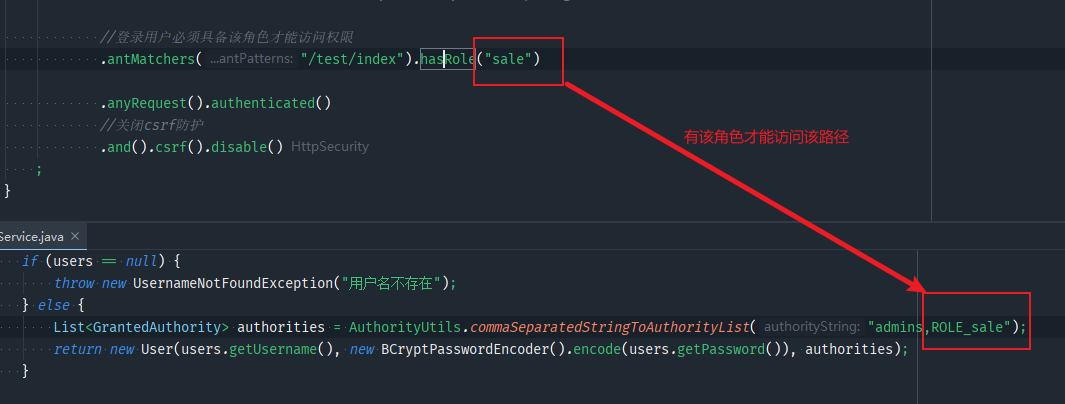 //登录用户必须具备该角色才能访问权限
.antMatchers( ...antPatterns: "/test/index").hasRole("sale")
.anyRequest().authenticated()
//关闭csrf防护
.and().csrf().disable() HttpSecurity
;
}
有该角色才能访问该路径
Service.java ×
if (users == null) {
throw new UsernameNotFoundException("用户名不存在");
} else {
List<GrantedAuthority> authorities = AuthorityUtils.commaSeparatedStringToAuthorityList( authorityString: "admins,ROLE_sale");
return new User(users.getUsername(), new BCryptPasswordEncoder().encode(users.getPassword()), authorities);
}